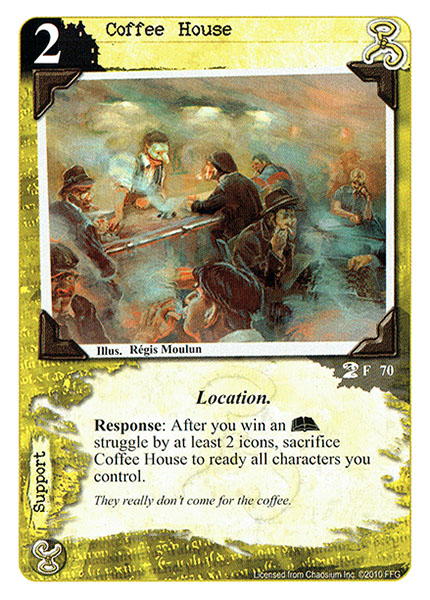 2
Coffee House
Illus. Régis Moulun
F 70
Location.
Response: After you win an
struggle by at least 2 icons, sacrifice
Coffee House to ready all characters you
control.
They really don't come for the coffee.
Support
Licensed from Chaosium Inc. ©2010 FFG